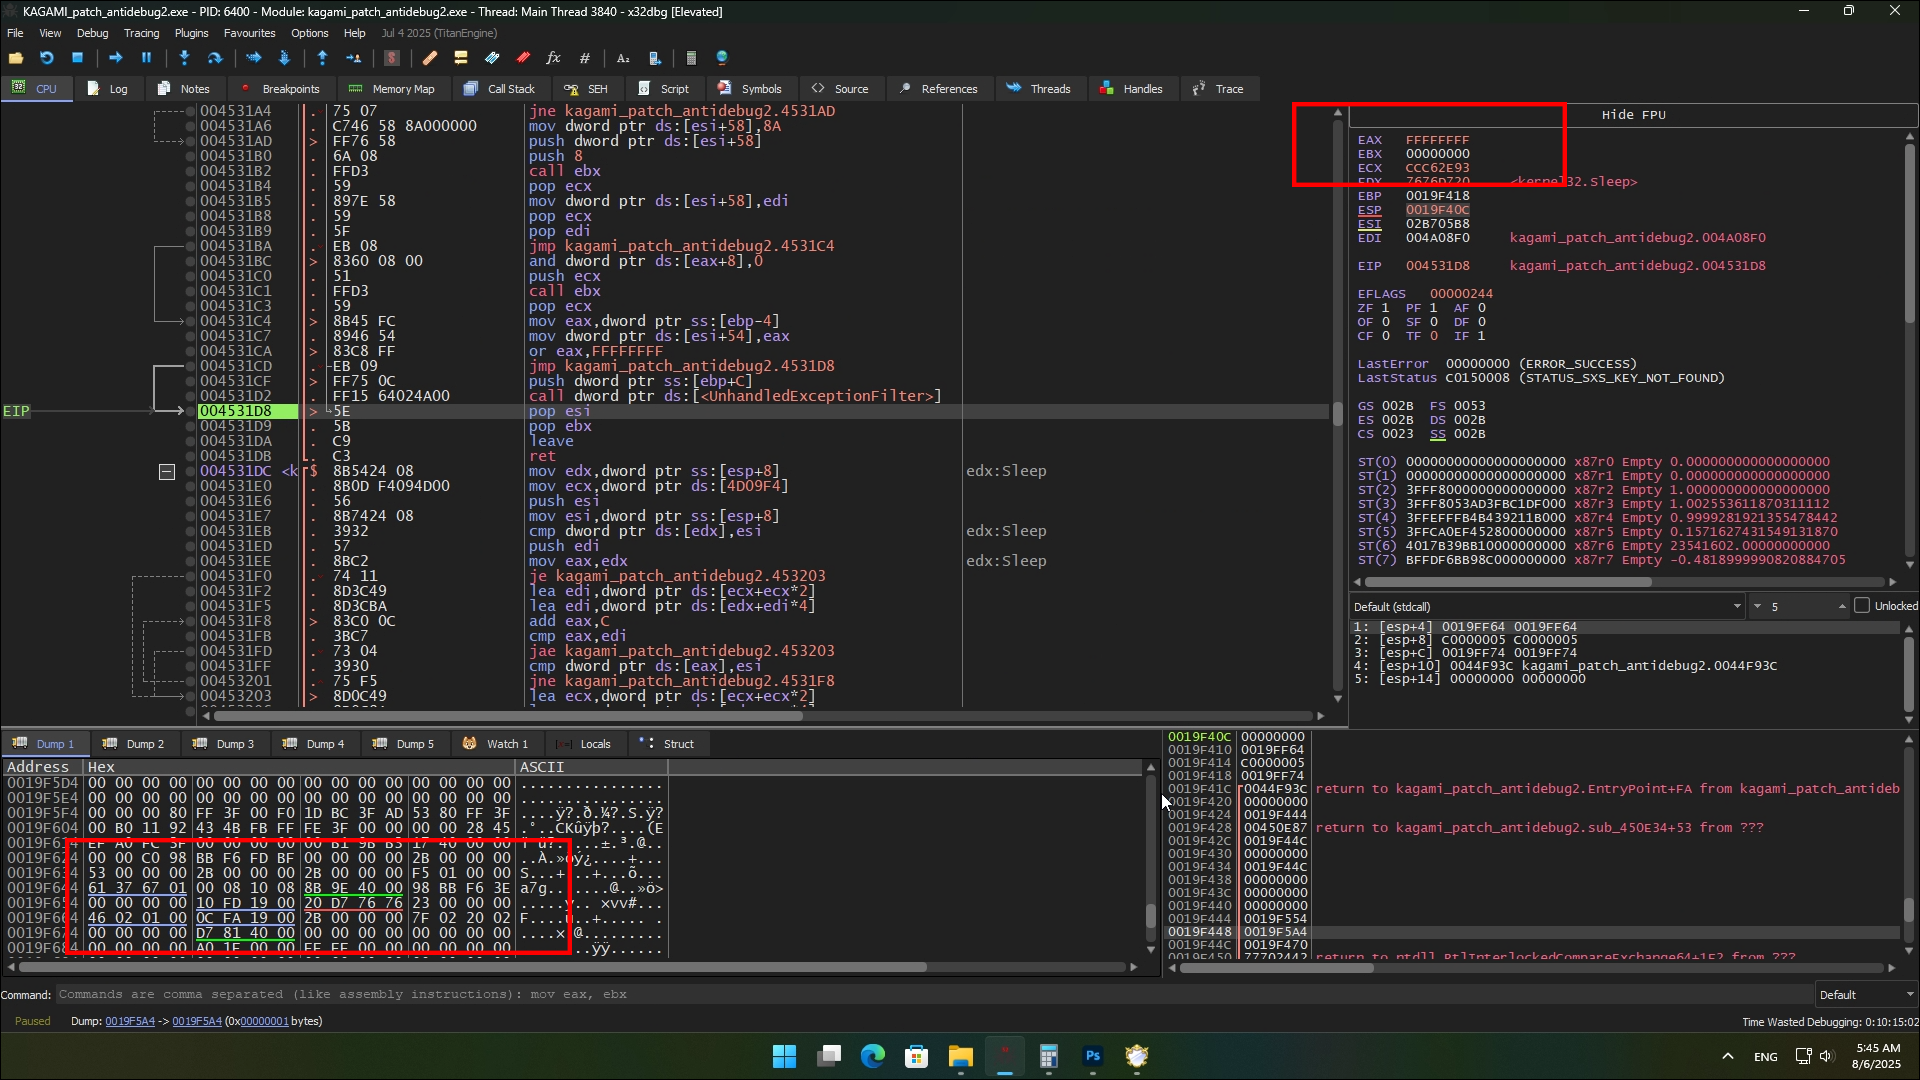 KAGAMI_patch_antidebug2.exe - PID: 6400 - Module: kagami_patch_antidebug2.exe - Thread: Main Thread 3840 - x32dbg [Elevated]
File View Debug Tracing Plugins Favourites Options Help Jul 4 2025 (TitanEngine)
CPU Log Notes Breakpoints Memory Map Call Stack SEH Script Symbols Source References Threads Handles Trace
004531A4 . 75 07 jne kagami_patch_antidebug2.4531AD
004531A6 . C746 58 8A000000 mov dword ptr ds:[esi+58],8A
004531AD > FF76 58 push dword ptr ds:[esi+58]
004531B0 . 6A 08 push 8
004531B2 . FFD3 call ebx
004531B4 . 59 pop ecx
004531B5 . 897E 58 mov dword ptr ds:[esi+58],edi
004531B8 . 59 pop ecx
004531B9 . 5F pop edi
004531BA . EB 08 jmp kagami_patch_antidebug2.4531C4
004531BC > 8360 08 00 and dword ptr ds:[eax+8],0
004531C0 . 51 push ecx
004531C1 . FFD3 call ebx
004531C3 . 59 pop ecx
004531C4 > 8B45 FC mov eax,dword ptr ss:[ebp-4]
004531C7 . 8946 54 mov dword ptr ds:[esi+54],eax
004531CA > 83C8 FF or eax,FFFFFFFF
004531CD . EB 09 jmp kagami_patch_antidebug2.4531D8
004531CF > FF75 0C push dword ptr ss:[ebp+C]
004531D2 . FF15 64024A00 call dword ptr ds:[<UnhandledExceptionFilter>]
EIP 004531D8 > 5E pop esi
004531D9 . 5B pop ebx
004531DA . C9 leave
004531DB . C3 ret
004531DC <k $ 8B5424 08 mov edx,dword ptr ss:[esp+8] edx:Sleep
004531E0 . 8B0D F4094D00 mov ecx,dword ptr ds:[4D09F4]
004531E6 . 56 push esi
004531E7 . 8B7424 08 mov esi,dword ptr ss:[esp+8]
004531EB . 3932 cmp dword ptr ds:[edx],esi edx:Sleep
004531ED . 57 push edi
004531EE . 8BC2 mov eax,edx edx:Sleep
004531F0 . 74 11 je kagami_patch_antidebug2.453203
004531F2 . 8D3C49 lea edi,dword ptr ds:[ecx+ecx*2]
004531F5 . 8D3CBA lea edi,dword ptr ds:[edx+edi*4]
004531F8 > 83C0 0C add eax,C
004531FB . 3BC7 cmp eax,edi
004531FD . 73 04 jae kagami_patch_antidebug2.453203
004531FF . 3930 cmp dword ptr ds:[eax],esi
00453201 . 75 F5 jne kagami_patch_antidebug2.4531F8
00453203 > 8D0C49 lea ecx,dword ptr ds:[ecx+ecx*2]
Hide FPU
EAX FFFFFFFF
EBX 00000000
ECX CCC62E93
EDX 7676D720 <kernel32.Sleep>
EBP 0019F418
ESP 0019F40C
ESI 02B705B8
EDI 004A08F0 kagami_patch_antidebug2.004A08F0
EIP 004531D8 kagami_patch_antidebug2.004531D8
EFLAGS 00000244
ZF 1 PF 1 AF 0
OF 0 SF 0 DF 0
CF 0 TF 0 IF 1
LastError 00000000 (ERROR_SUCCESS)
LastStatus C0150008 (STATUS_SXS_KEY_NOT_FOUND)
GS 002B FS 0053
ES 002B DS 002B
CS 0023 SS 002B
ST(0) 00000000000000000000 x87r0 Empty 0.000000000000000000
ST(1) 00000000000000000000 x87r1 Empty 0.000000000000000000
ST(2) 3FFF8000000000000000 x87r2 Empty 1.000000000000000000
ST(3) 3FFF8053AD3FBC1DF000 x87r3 Empty 1.002553611870311112
ST(4) 3FFEFFFB4B439211B000 x87r4 Empty 0.9999281921355478442
ST(5) 3FFCA0EF452800000000 x87r5 Empty 0.1571627431549131870
ST(6) 4017B39BB10000000000 x87r6 Empty 23541602.00000000000
ST(7) BFFDF6BB98C000000000 x87r7 Empty -0.4818999990820884705
Default (stdcall) 5 Unlocked
1: [esp+4] 0019FF64 0019FF64
2: [esp+8] C0000005 C0000005
3: [esp+C] 0019FF74 0019FF74
4: [esp+10] 0044F93C kagami_patch_antidebug2.0044F93C
5: [esp+14] 00000000 00000000
Dump 1 Dump 2 Dump 3 Dump 4 Dump 5 Watch 1 Locals Struct
Address Hex ASCII
0019F5D4 00 00 00 00 00 00 00 00 00 00 00 00 00 00 00 00 ................
0019F5E4 00 00 00 00 00 00 00 00 00 00 00 00 00 00 00 00 ................
0019F5F4 00 00 00 80 FF 3F 00 F0 1D BC 3F AD 53 80 FF 3F ....ÿ?.ð.¼?.S.ÿ?
0019F604 00 B0 11 92 43 4B FB FF FE 3F 00 00 00 00 28 45 .°..CKûÿþ?....(E
0019F614 EF A0 FC 3F 00 00 00 00 00 B1 9B B3 17 40 00 00
0019F624 00 00 C0 98 BB F6 FD BF 00 00 00 00 2B 00 00 00 ..À.»öý¿....+...
0019F634 53 00 00 00 2B 00 00 00 2B 00 00 00 F5 01 00 00 S...+...+...õ...
0019F644 61 37 67 01 00 08 10 08 8B 9E 40 00 98 BB F6 3E a7g.......@..»ö>
0019F654 00 00 00 00 10 FD 19 00 20 D7 76 76 23 00 00 00 .....ý.. ×vv#...
0019F664 46 02 01 00 0C FA 19 00 2B 00 00 00 7F 02 20 02 F....ú..+..... .
0019F674 00 00 00 00 D7 81 40 00 00 00 00 00 00 00 00 00 ....×.@.........
0019F684 00 00 00 00 A0 1F 00 00 FF FF 00 00 00 00 00 00
0019F40C 00000000
0019F410 0019FF64
0019F414 C0000005
0019F418 0019FF74
0019F41C 0044F93C return to kagami_patch_antidebug2.EntryPoint+FA from kagami_patch_antideb
0019F420 00000000
0019F424 0019F444
0019F428 00450E87 return to kagami_patch_antidebug2.sub_450E34+53 from ???
0019F42C 0019F44C
0019F430 00000000
0019F434 0019F44C
0019F438 00000000
0019F43C 00000000
0019F440 00000000
0019F444 0019F554
0019F448 0019F5A4
0019F44C 0019F470
0019F450 77702442 return to ntdll.RtlInterlockedCompareExchange64+1F2 from ???
Command: Commands are comma separated (like assembly instructions): mov eax, ebx Default
Paused Dump: 0019F5A4 -> 0019F5A4 (0x00000001 bytes) Time Wasted Debugging: 0:10:15:02
ENG 5:45 AM
8/6/2025